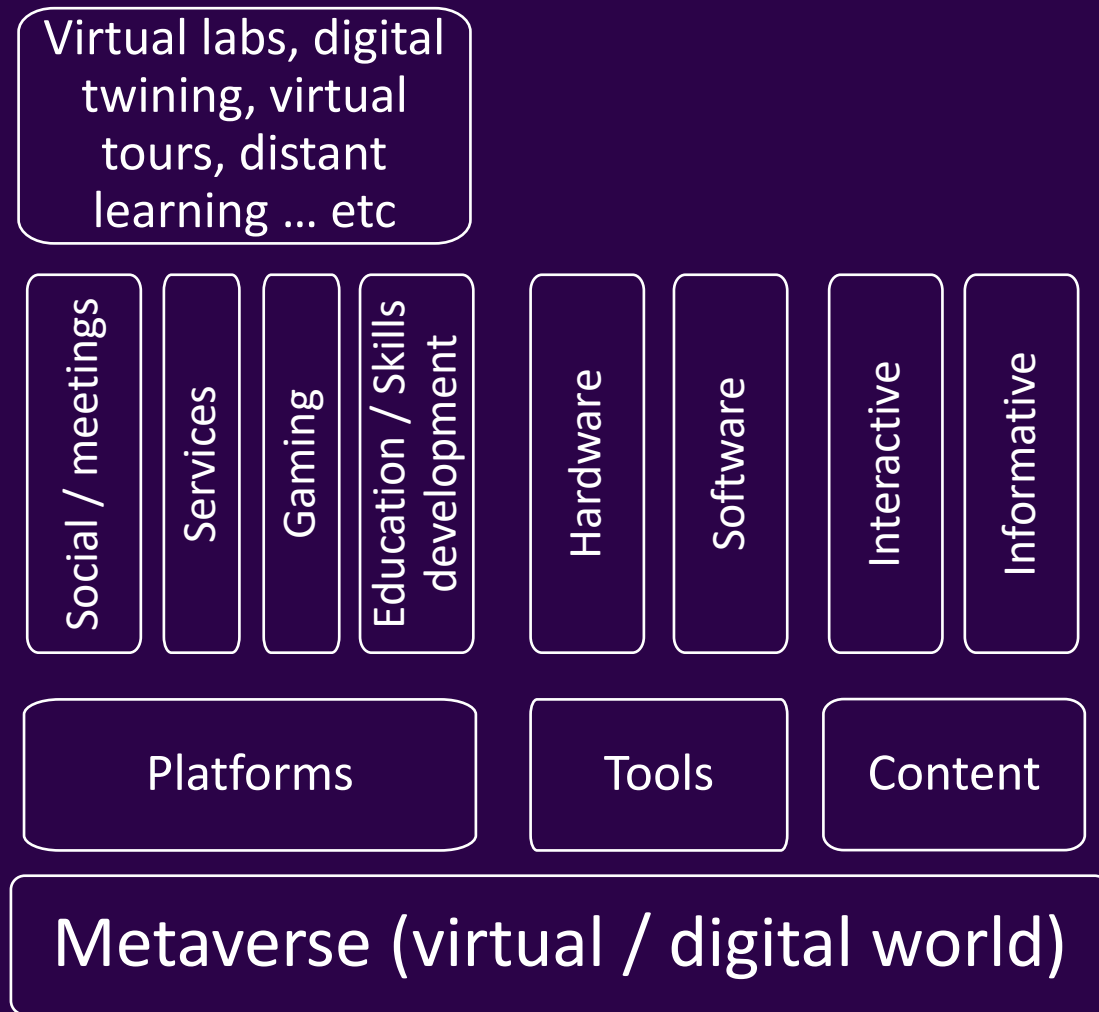 Virtual labs, digital
twining, virtual
tours, distant
learning ... etc
Social / meetings
Services
Gaming
Education / Skills
development
Hardware
Software
Interactive
Informative
Platforms
Tools
Content
Metaverse (virtual / digital world)